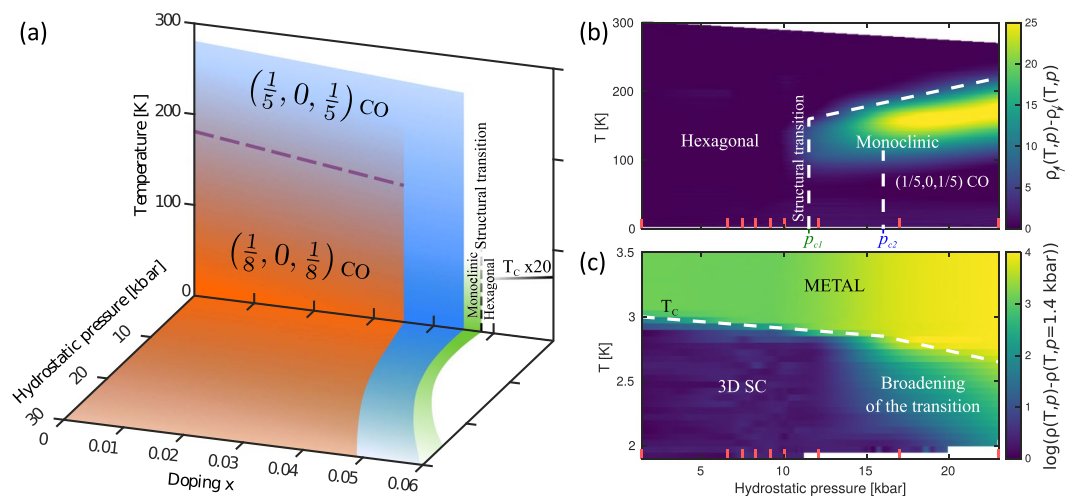 (a)
300
200
100
0
Temperature [K]
(1/5, 0, 1/5) CO
(1/8, 0, 1/8) CO
Structural transition
Monoclinic
Hexagonal
T_C x20
Hydrostatic pressure [kbar]
10
20
30
0
0.01
0.02
0.03
0.04
0.05
0.06
Doping x
(b)
300
200
100
0
T [K]
Hexagonal
Structural transition
Monoclinic
(1/5,0,1/5) CO
p_c1
p_c2
25
20
15
10
5
0
(c)
3.5
3
2.5
2
T [K]
METAL
T_C
3D SC
Broadening
of the transition
5
10
15
20
Hydrostatic pressure [kbar]
4
3
2
1
0
log(ρ(T,p)-ρ(T,p=1.4 kbar))